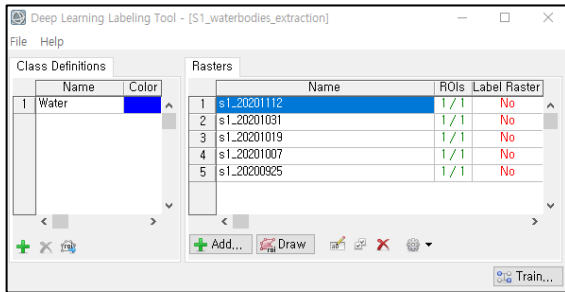 Deep Learning Labeling Tool - [S1_waterbodies_extraction]
File Help
Class Definitions
Name Color
1 Water
Rasters
Name ROIs Label Raster
1 s1_20201112 1 / 1 No
2 s1_20201031 1 / 1 No
3 s1_20201019 1 / 1 No
4 s1_20201007 1 / 1 No
5 s1_20200925 1 / 1 No
Add... Draw
Train...